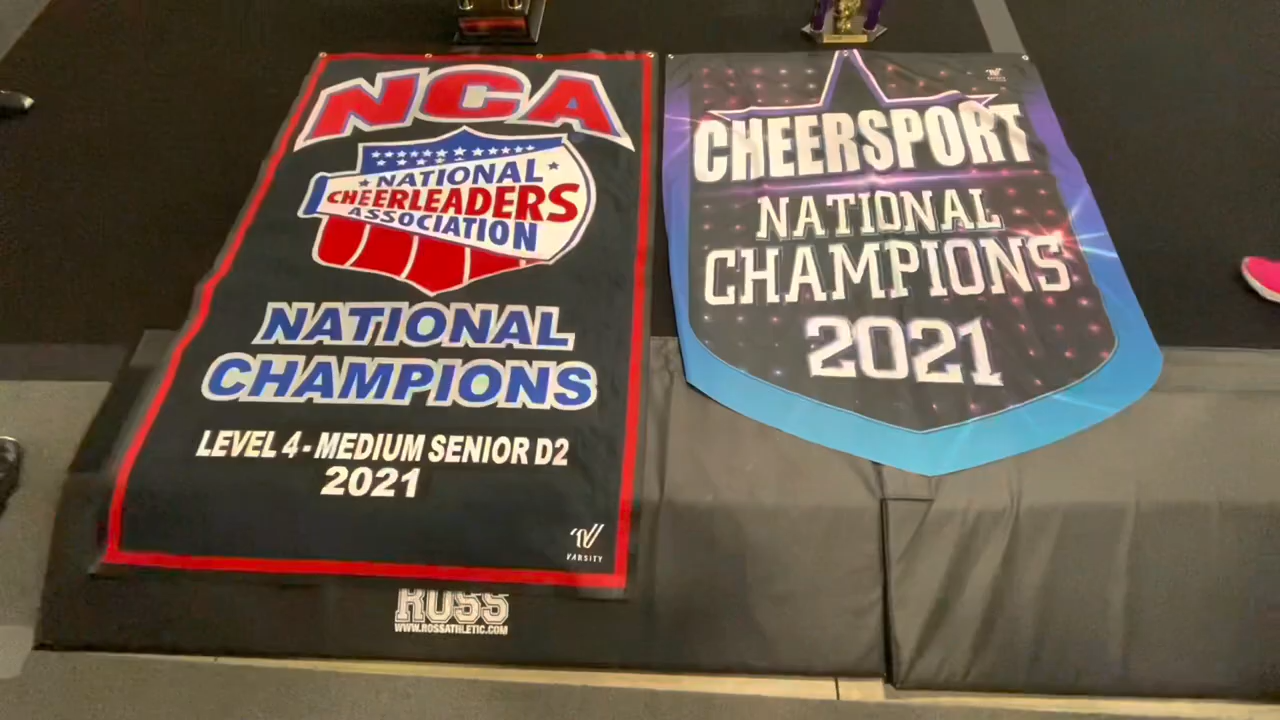 NCA
NATIONAL
CHEERLEADERS
ASSOCIATION
NATIONAL
CHAMPIONS
LEVEL 4 - MEDIUM SENIOR D2
2021
VARSITY
ROSS
WWW.ROSSATHLETIC.COM
CHEERSPORT
NATIONAL
CHAMPIONS
2021